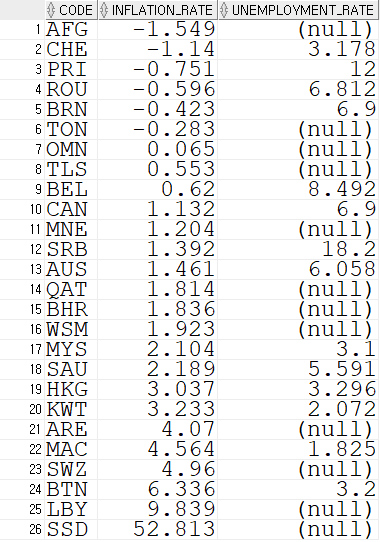 CODE INFLATION_RATE UNEMPLOYMENT_RATE
1 AFG -1.549 (null)
2 CHE -1.14 3.178
3 PRI -0.751 12
4 ROU -0.596 6.812
5 BRN -0.423 6.9
6 TON -0.283 (null)
7 OMN 0.065 (null)
8 TLS 0.553 (null)
9 BEL 0.62 8.492
10 CAN 1.132 6.9
11 MNE 1.204 (null)
12 SRB 1.392 18.2
13 AUS 1.461 6.058
14 QAT 1.814 (null)
15 BHR 1.836 (null)
16 WSM 1.923 (null)
17 MYS 2.104 3.1
18 SAU 2.189 5.591
19 HKG 3.037 3.296
20 KWT 3.233 2.072
21 ARE 4.07 (null)
22 MAC 4.564 1.825
23 SWZ 4.96 (null)
24 BTN 6.336 3.2
25 LBY 9.839 (null)
26 SSD 52.813 (null)